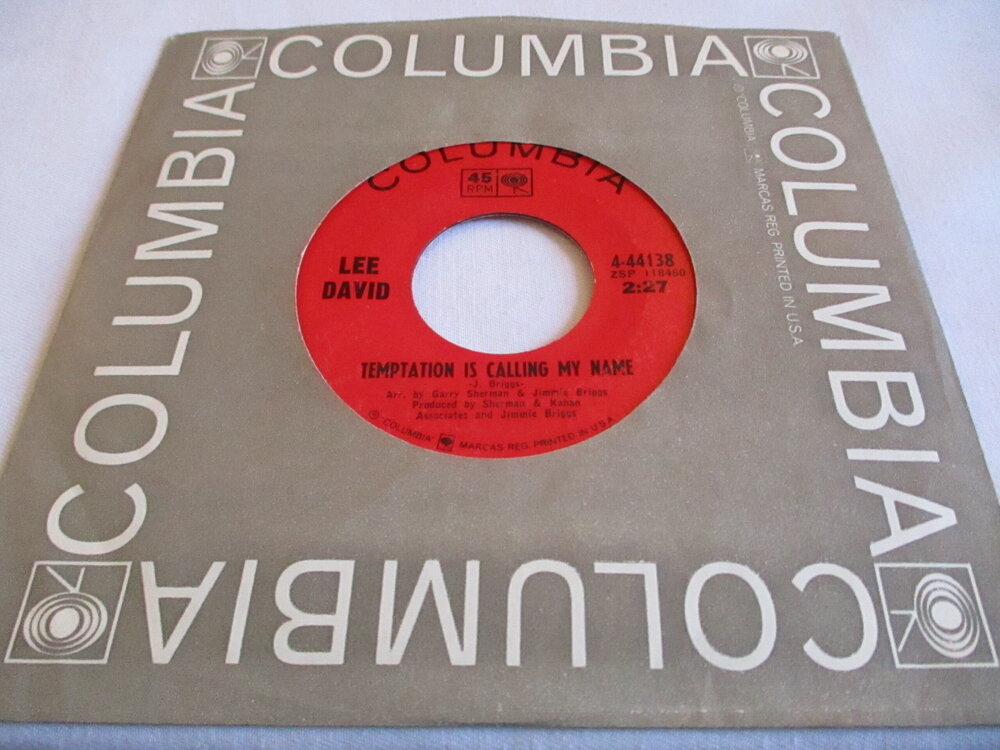 COLUMBIA
COLUMBIA
COLUMBIA
COLUMBIA
© COLUMBIA MARCAS REG. PRINTED IN U.S.A
COLUMBIA
45
RPM
LEE
DAVID
4-44138
ZSP 118460
2:27
TEMPTATION IS CALLING MY NAME
-J. Briggs-
Arr. by Garry Sherman & Jimmie Briggs
Produced by Sherman & Kahan
Associates and Jimmie Briggs
COLUMBIA MARCAS REG. PRINTED IN U.S.A.